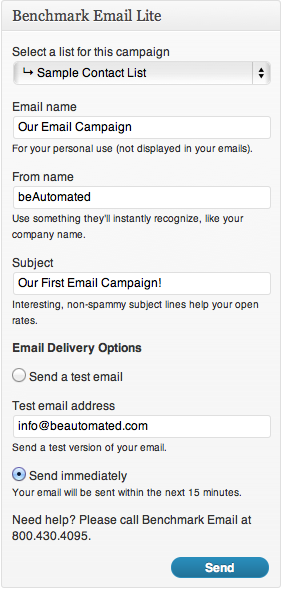 Benchmark Email Lite
Select a list for this campaign
↳ Sample Contact List
Email name
Our Email Campaign
For your personal use (not displayed in your emails).
From name
beAutomated
Use something they'll instantly recognize, like your
company name.
Subject
Our First Email Campaign!
Interesting, non-spammy subject lines help your open
rates.
Email Delivery Options
Send a test email
Test email address
info@beautomated.com
Send a test version of your email.
Send immediately
Your email will be sent within the next 15 minutes.
Need help? Please call Benchmark Email at
800.430.4095.
Send